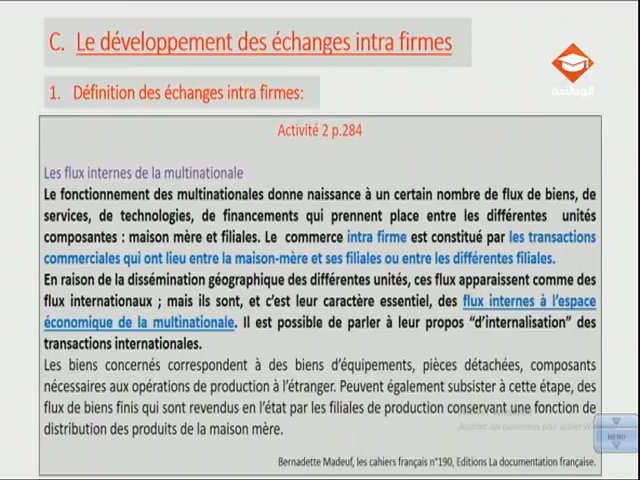 C. Le développement des échanges intra firmes
الوطنية
1. Définition des échanges intra firmes:
Activité 2 p.284
Les flux internes de la multinationale
Le fonctionnement des multinationales donne naissance à un certain nombre de flux de biens, de
services, de technologies, de financements qui prennent place entre les différentes unités
composantes : maison mère et filiales. Le commerce intra firme est constitué par les transactions
commerciales qui ont lieu entre la maison-mère et ses filiales ou entre les différentes filiales.
En raison de la dissémination géographique des différentes unités, ces flux apparaissent comme des
flux internationaux ; mais ils sont, et c’est leur caractère essentiel, des flux internes à l’espace
économique de la multinationale. Il est possible de parler à leur propos “d’internalisation” des
transactions internationales.
Les biens concernés correspondent à des biens d’équipements, pièces détachées, composants
nécessaires aux opérations de production à l’étranger. Peuvent également subsister à cette étape, des
flux de biens finis qui sont revendus en l’état par les filiales de production conservant une fonction de
distribution des produits de la maison mère.
MENU
Bernadette Madeuf, les cahiers français n°190, Editions La documentation française.